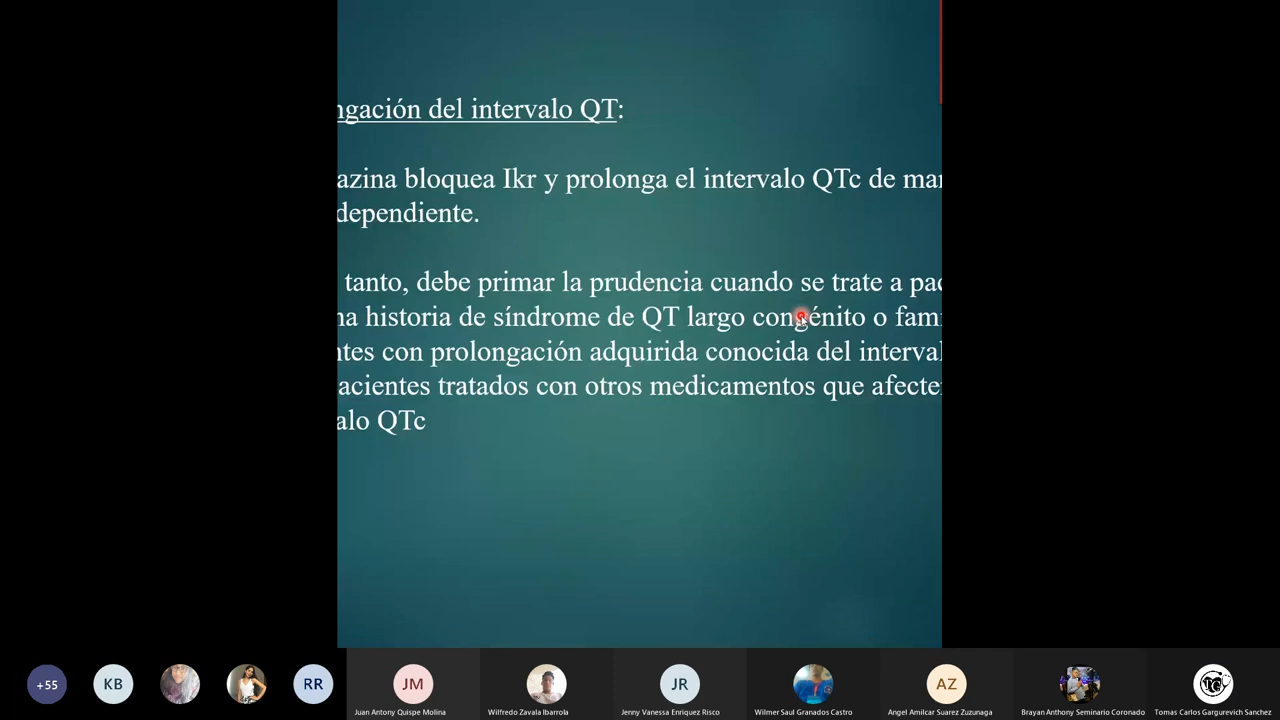 ngación del intervalo QT:
azina bloquea Ikr y prolonga el intervalo QTc de mar
dependiente.
tanto, debe primar la prudencia cuando se trate a pac
na historia de síndrome de QT largo congénito o fami
ntes con prolongación adquirida conocida del interval
acientes tratados con otros medicamentos que afecte
alo QTc
+55
KB
RR
JM
JR
AZ
Juan Antony Quispe Molina
Wilfredo Zavala Ibarrola
Jenny Vanessa Enriquez Risco
Wilmer Saul Granados Castro
Angel Amilcar Suarez Zuzunaga
Brayan Anthony Seminario Coronado
Tomas Carlos Gargurevich Sanchez